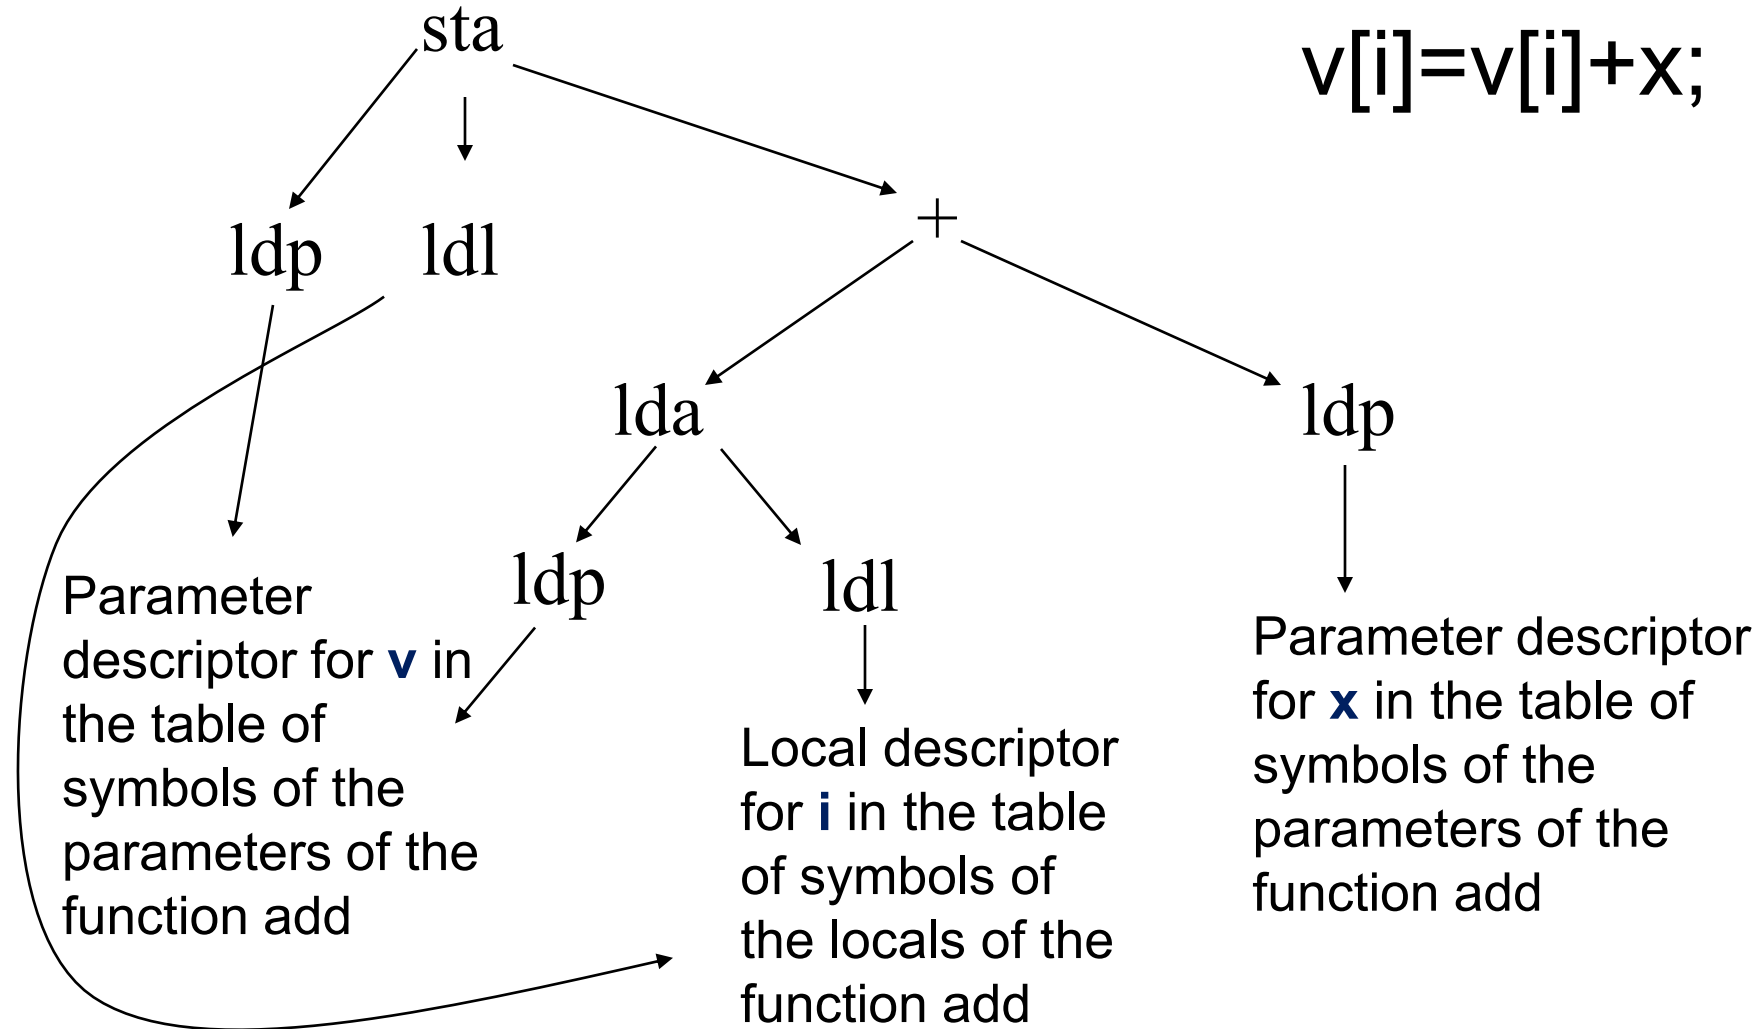 sta
v[i]=v[i]+x;
ldp
ldl
+
lda
ldp
ldp
ldl
Parameter
descriptor for v in
the table of
symbols of the
parameters of the
function add
Local descriptor
for i in the table
of symbols of
the locals of the
function add
Parameter descriptor
for x in the table of
symbols of the
parameters of the
function add